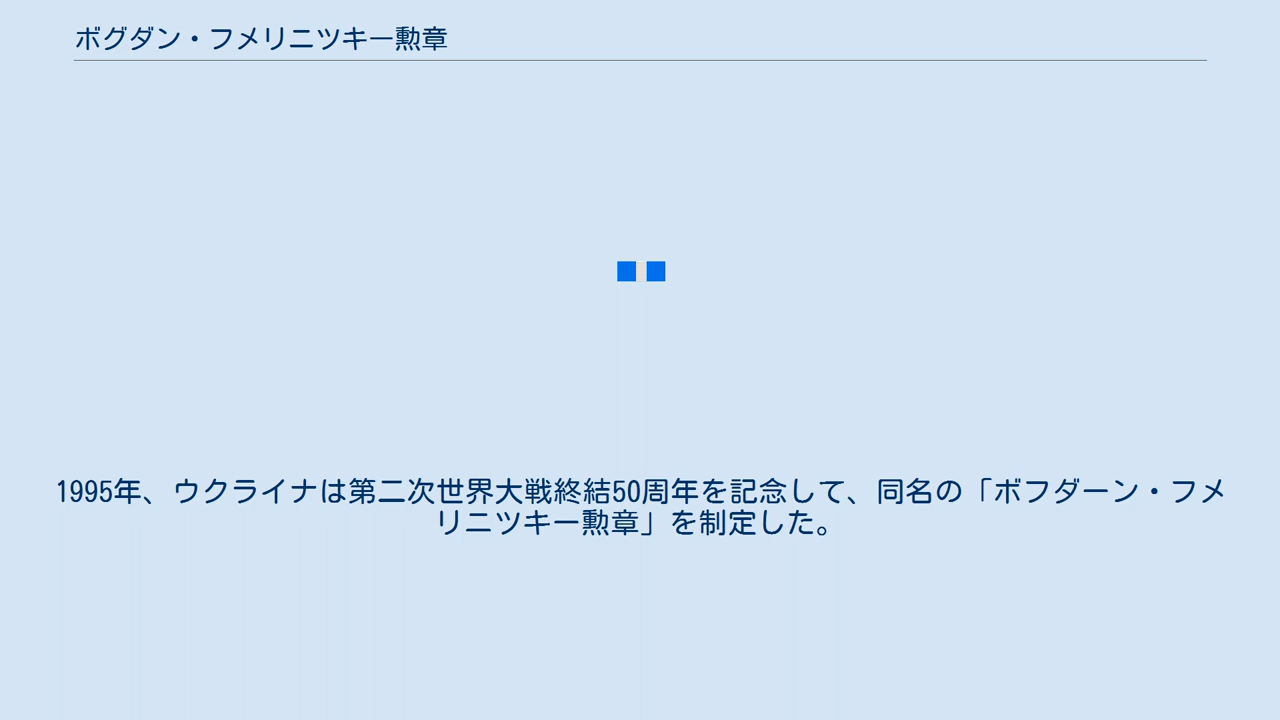 ボグダン・フメリニツキー勲章
1995年、ウクライナは第二次世界大戦終結50周年を記念して、同名の「ボフダーン・フメ
リニツキー勲章」を制定した。